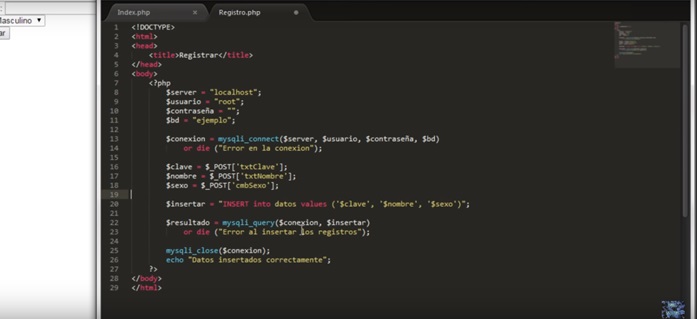 Index.php
Registro.php
:
asculino
ar
1 <!DOCTYPE>
2 <html>
3 <head>
4 <title>Registrar</title>
5 </head>
6 <body>
7 <?php
8 $server = "localhost";
9 $usuario = "root";
10 $contraseña = "";
11 $bd = "ejemplo";
12
13 $conexion = mysqli_connect($server, $usuario, $contraseña, $bd)
14 or die ("Error en la conexion");
15
16 $clave = $_POST['txtClave'];
17 $nombre = $_POST['txtNombre'];
18 $sexo = $_POST['cmbSexo'];
19
20 $insertar = "INSERT into datos values ('$clave', '$nombre', '$sexo')";
21
22 $resultado = mysqli_query($conexion, $insertar)
23 or die ("Error al insertar los registros");
24
25 mysqli_close($conexion);
26 echo "Datos insertados correctamente";
27 ?>
28 </body>
29 </html>